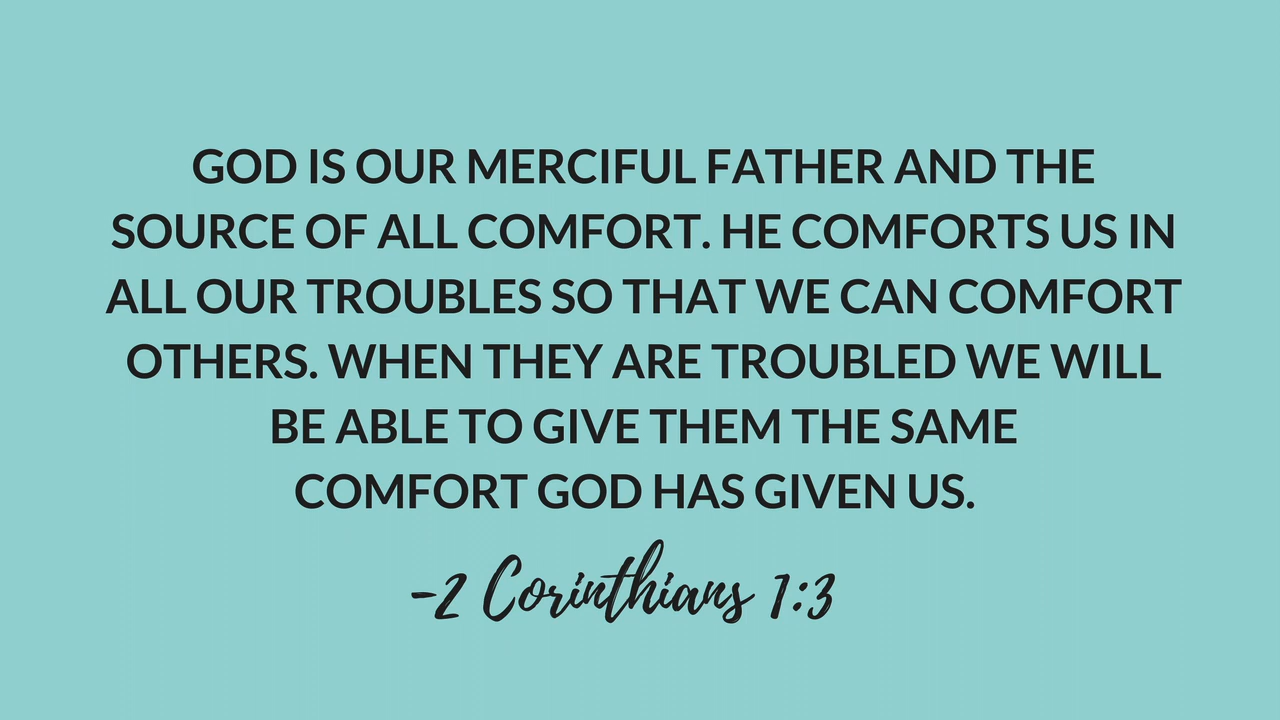 GOD IS OUR MERCIFUL FATHER AND THE
SOURCE OF ALL COMFORT. HE COMFORTS US IN
ALL OUR TROUBLES SO THAT WE CAN COMFORT
OTHERS. WHEN THEY ARE TROUBLED WE WILL
BE ABLE TO GIVE THEM THE SAME
COMFORT GOD HAS GIVEN US.
-2 Corinthians 1:3